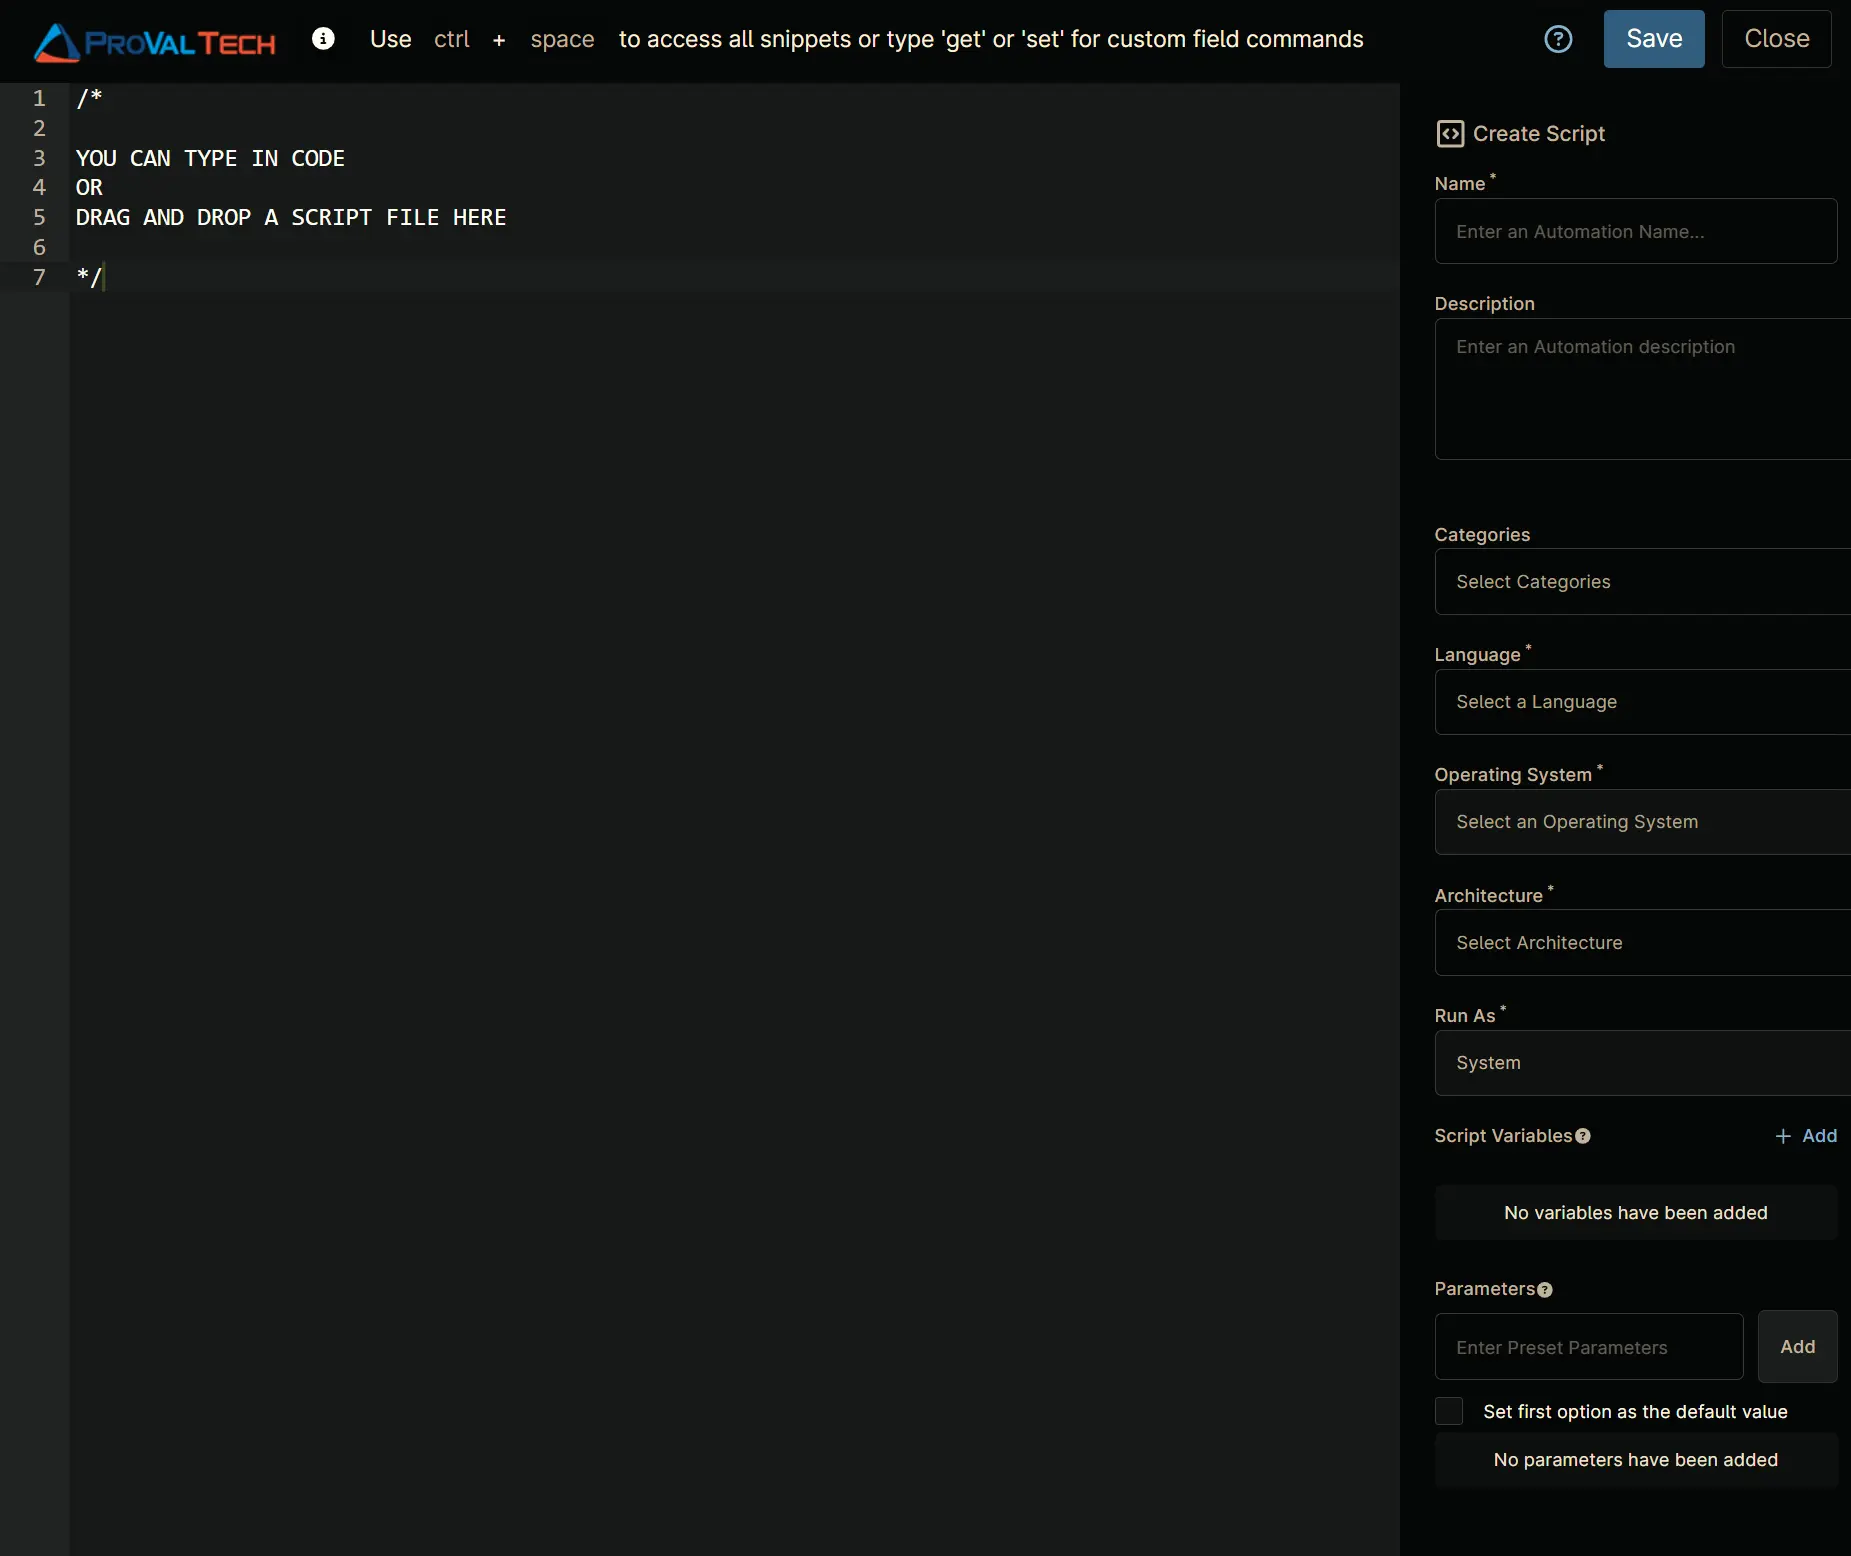 PROVAL TECH
Use ctrl + space to access all snippets or type 'get' or 'set' for custom field commands
Save
Close
1 /*
2
3 YOU CAN TYPE IN CODE
4 OR
5 DRAG AND DROP A SCRIPT FILE HERE
6
7 */
Create Script
Name *
Enter an Automation Name...
Description
Enter an Automation description
Categories
Select Categories
Language *
Select a Language
Operating System *
Select an Operating System
Architecture *
Select Architecture
Run As *
System
Script Variables ?
+ Add
No variables have been added
Parameters ?
Enter Preset Parameters
Add
Set first option as the default value
No parameters have been added